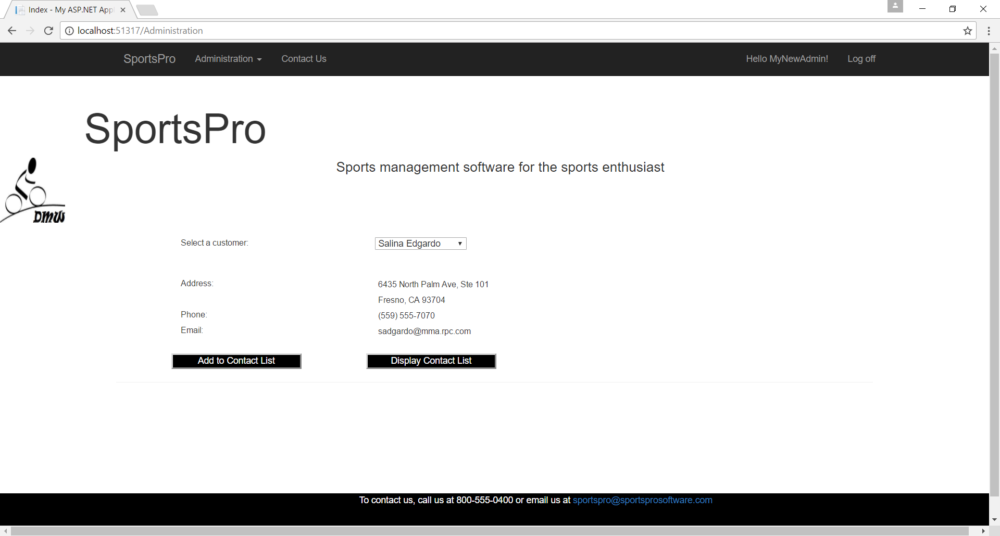 Index - My ASP.NET App
localhost:51317/Administration
SportsPro Administration Contact Us Hello MyNewAdmin! Log off
SportsPro
Sports management software for the sports enthusiast
DMW
Select a customer: Salina Edgardo
Address: 6435 North Palm Ave, Ste 101
Fresno, CA 93704
Phone: (559) 555-7070
Email: sadgardo@mma.rpc.com
Add to Contact List Display Contact List
To contact us, call us at 800-555-0400 or email us at sportspro@sportsprosoftware.com